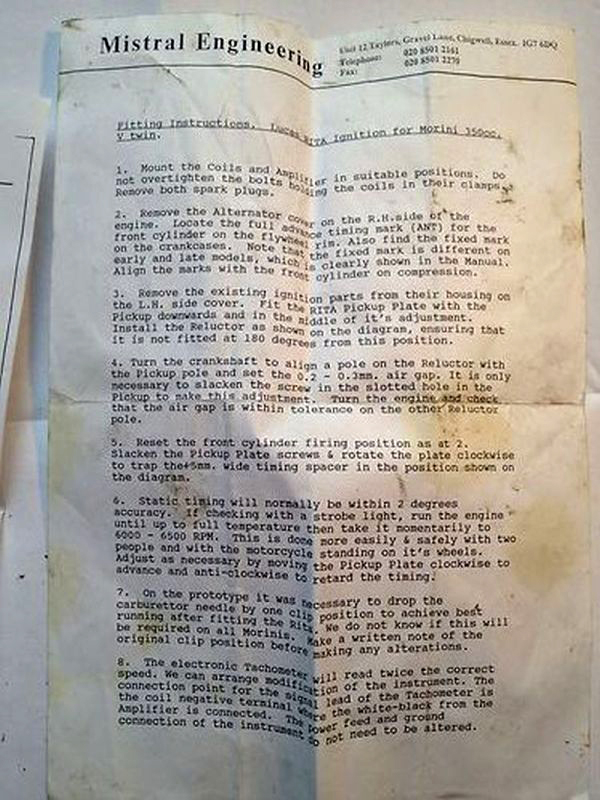 Mistral Engineering
Unit 12 Taylors, Gravel Lane, Chigwell, Essex. IG7 6DQ
Telephone: 020 8501 2161
Fax: 020 8501 2270
Fitting Instructions. Lucas RITA Ignition for Morini 350cc.
V twin.
1. Mount the Coils and Amplifier in suitable positions. Do
not overtighten the bolts holding the coils in their clamps.
Remove both spark plugs.
2. Remove the Alternator cover on the R.H.side of the
engine. Locate the full advance timing mark (ANT) for the
front cylinder on the flywheel rim. Also find the fixed mark
on the crankcases. Note that the fixed mark is different on
early and late models, which is clearly shown in the Manual.
Align the marks with the front cylinder on compression.
3. Remove the existing ignition parts from their housing on
the L.H. side cover. Fit the RITA Pickup Plate with the
Pickup downwards and in the middle of it's adjustment.
Install the Reluctor as shown on the diagram, ensuring that
it is not fitted at 180 degrees from this position.
4. Turn the crankshaft to align a pole on the Reluctor with
the Pickup pole and set the 0.2 - 0.3mm. air gap. It is only
necessary to slacken the screw in the slotted hole in the
Pickup to make this adjustment. Turn the engine and check
that the air gap is within tolerance on the other Reluctor
pole.
5. Reset the front cylinder firing position as at 2.
Slacken the Pickup Plate screws & rotate the plate clockwise
to trap the 5mm. wide timing spacer in the position shown on
the diagram.
6. Static timing will normally be within 2 degrees
accuracy. If checking with a strobe light, run the engine
until up to full temperature then take it momentarily to
6000 - 6500 RPM. This is done more easily & safely with two
people and with the motorcycle standing on it's wheels.
Adjust as necessary by moving the Pickup Plate clockwise to
advance and anti-clockwise to retard the timing.
7. On the prototype it was necessary to drop the
carburettor needle by one clip position to achieve best
running after fitting the Rita. We do not know if this will
be required on all Morinis. Make a written note of the
original clip position before making any alterations.
8. The electronic Tachometer will read twice the correct
speed. We can arrange modification of the instrument. The
connection point for the signal lead of the Tachometer is
the coil negative terminal where the white-black from the
Amplifier is connected. The power feed and ground
connection of the instrument do not need to be altered.